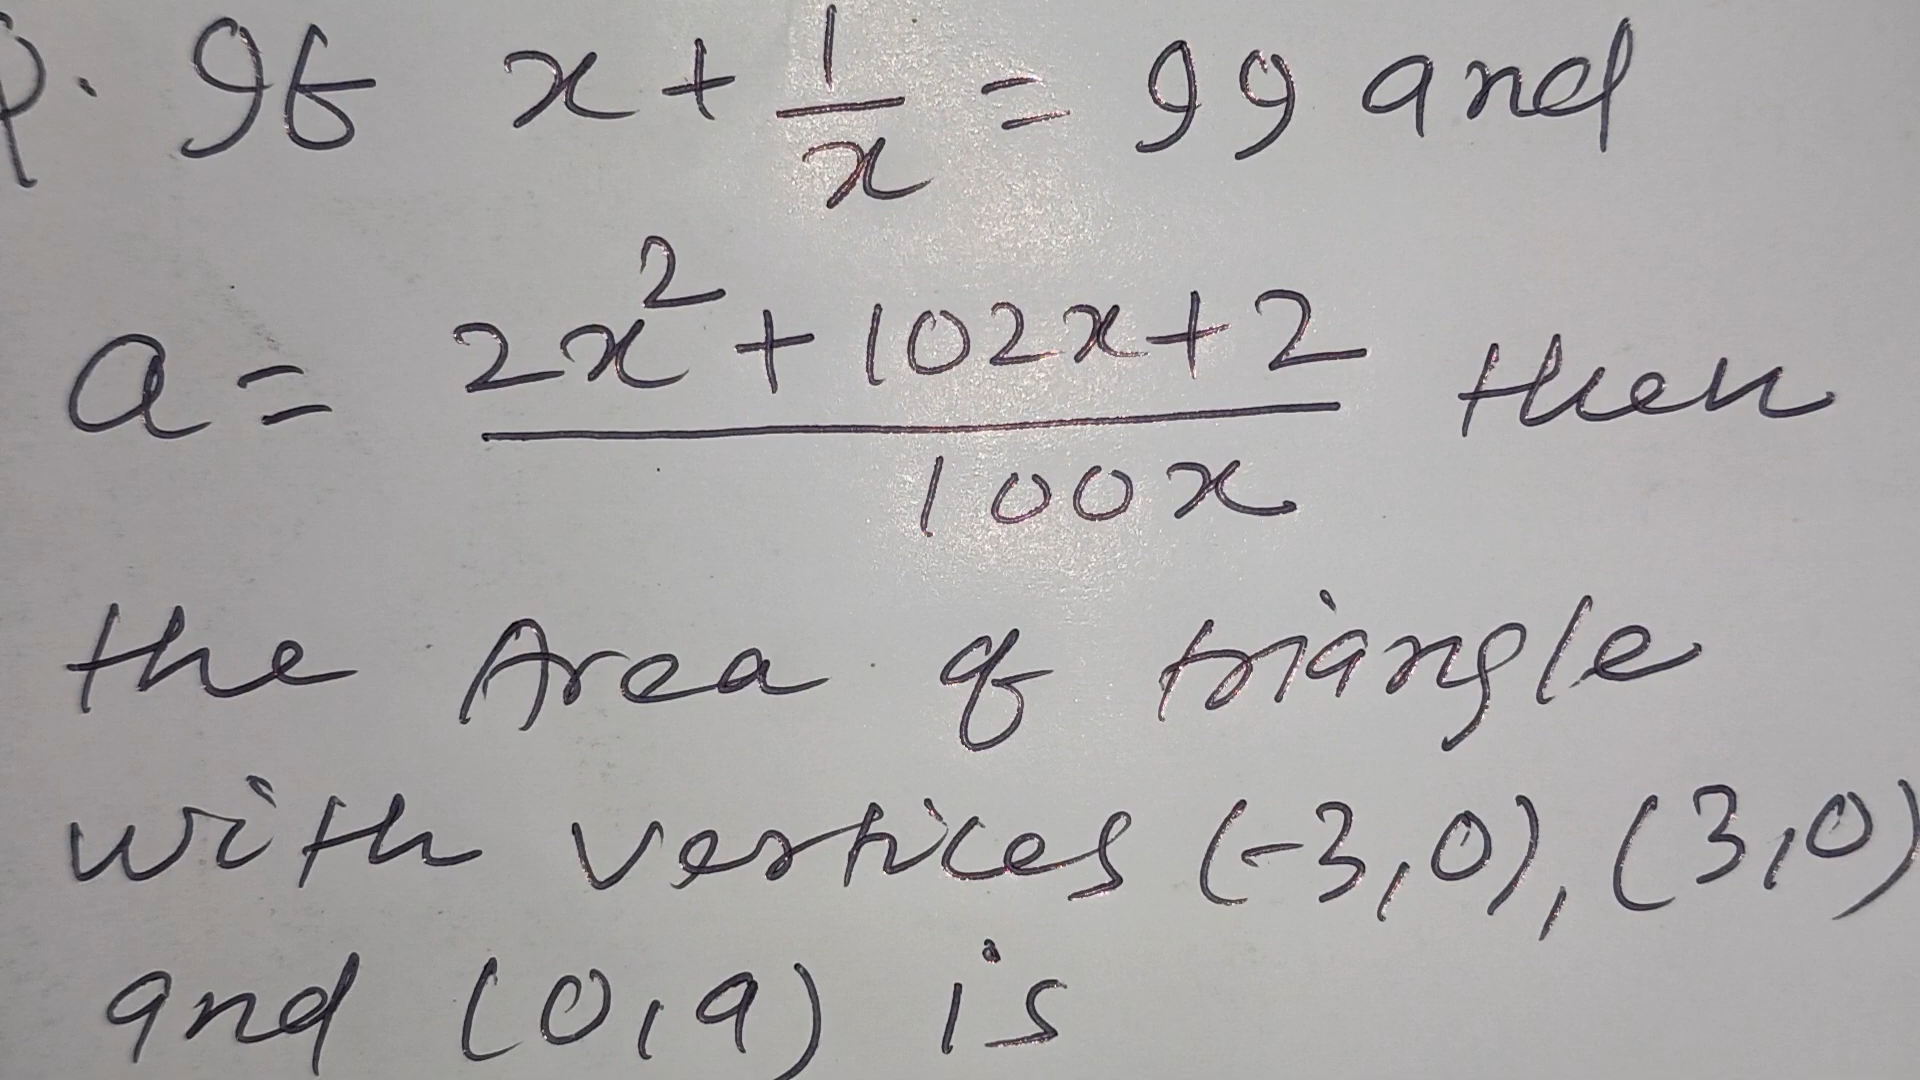 Q. If x + 1/x = 99 and
a = (2x² + 102x + 2)/(100x) then
the Area of triangle
with vertices (-3,0), (3,0)
and (0,a) is